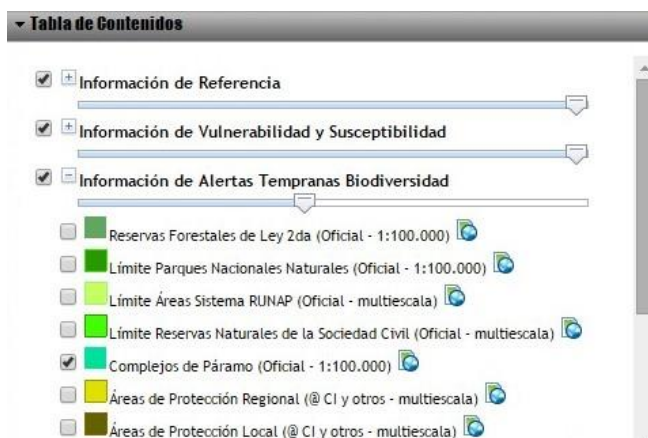 Tabla de Contenidos
Información de Referencia
Información de Vulnerabilidad y Susceptibilidad
Información de Alertas Tempranas Biodiversidad
Reservas Forestales de Ley 2da (Oficial - 1:100.000)
Límite Parques Nacionales Naturales (Oficial - 1:100.000)
Límite Áreas Sistema RUNAP (Oficial - multiescala)
Límite Reservas Naturales de la Sociedad Civil (Oficial - multiescala)
Complejos de Páramo (Oficial - 1:100.000)
Áreas de Protección Regional (@ CI y otros - multiescala)
Áreas de Protección Local (@ CI y otros - multiescala)